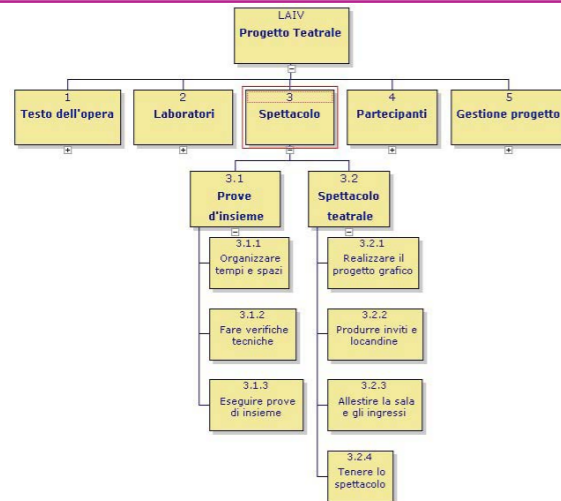 LAIV
Progetto Teatrale
1
Testo dell'opera
2
Laboratori
3
Spettacolo
4
Partecipanti
5
Gestione progetto
3.1
Prove
d'insieme
3.2
Spettacolo
teatrale
3.1.1
Organizzare
tempi e spazi
3.1.2
Fare verifiche
tecniche
3.1.3
Eseguire prove
di insieme
3.2.1
Realizzare il
progetto grafico
3.2.2
Produrre inviti e
locandine
3.2.3
Allestire la sala
e gli ingressi
3.2.4
Tenere lo
spettacolo